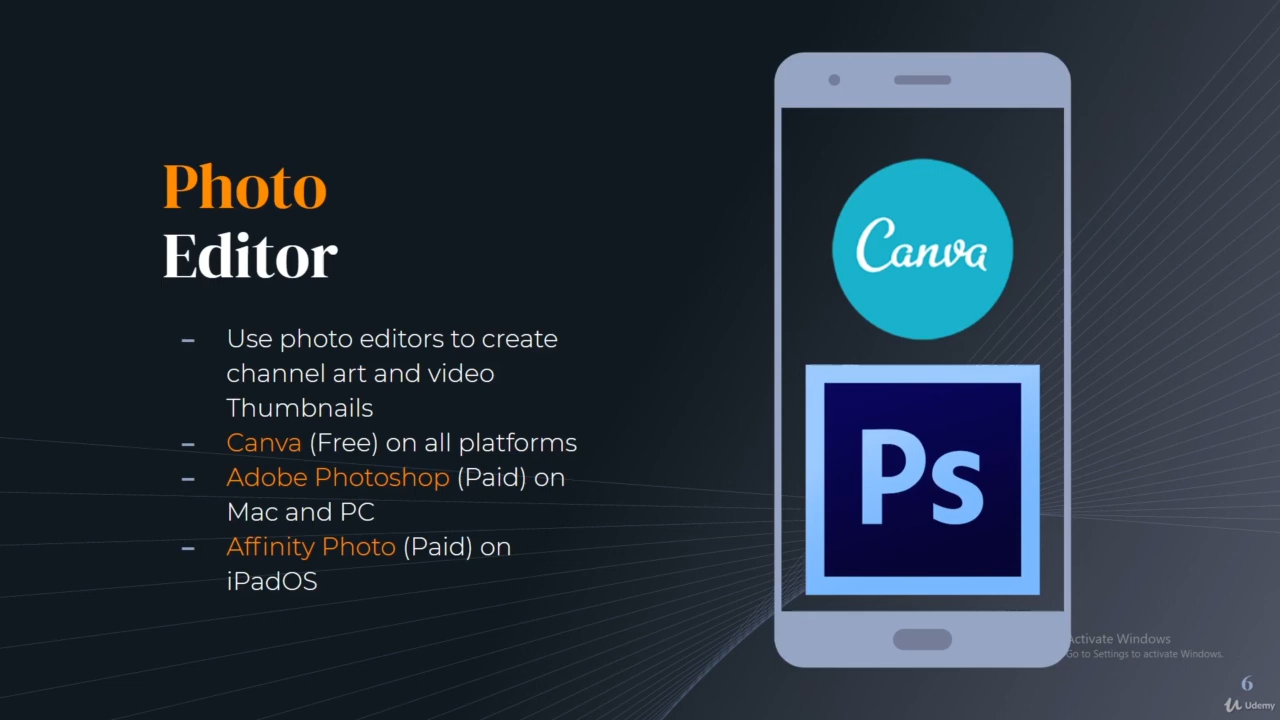 Photo
Editor
– Use photo editors to create
channel art and video
Thumbnails
– Canva (Free) on all platforms
– Adobe Photoshop (Paid) on
Mac and PC
– Affinity Photo (Paid) on
iPadOS
Canva
Ps
Activate Windows
Go to Settings to activate Windows.
6
Udemy